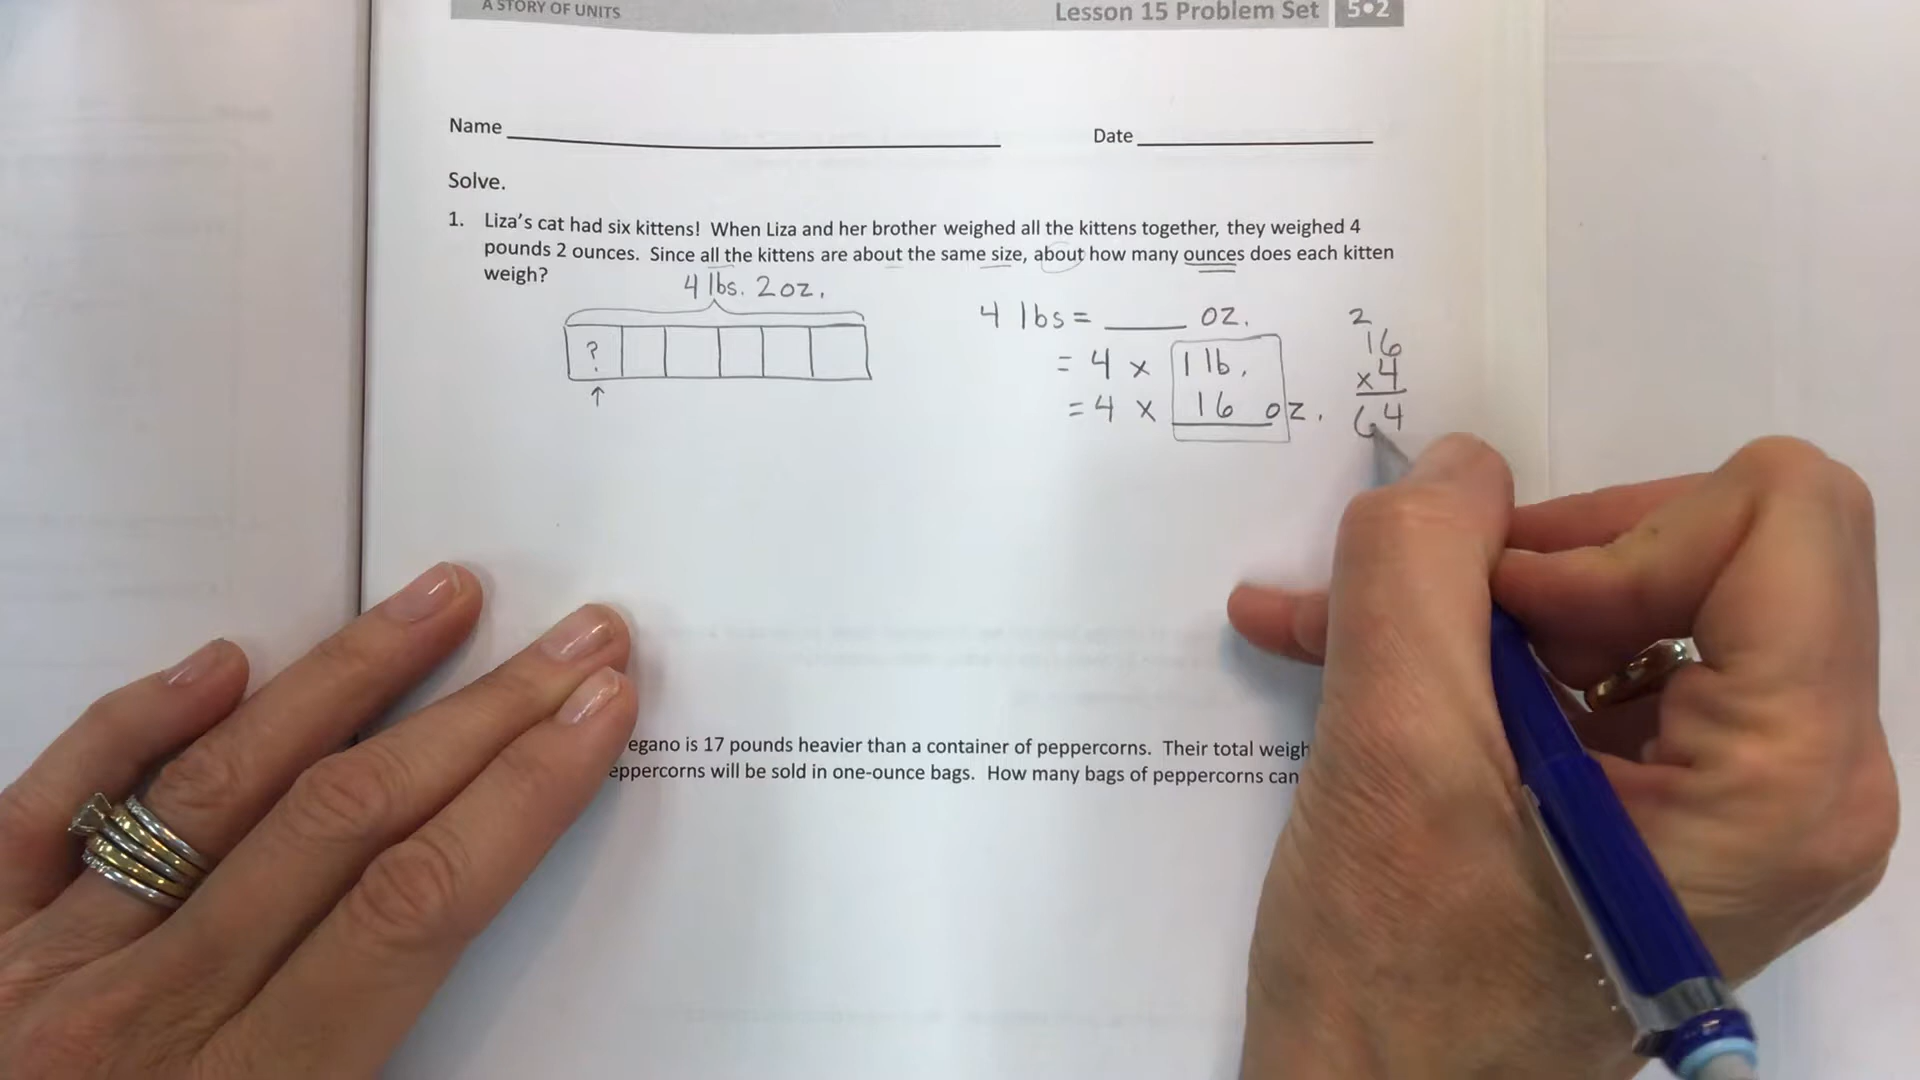 A STORY OF UNITS
Lesson 15 Problem Set 5•2
Name
Date
Solve.
1. Liza's cat had six kittens! When Liza and her brother weighed all the kittens together, they weighed 4
pounds 2 ounces. Since all the kittens are about the same size, about how many ounces does each kitten
weigh?
4 lbs. 2 oz.
?
↑
4 lbs = ____ oz.
= 4 x 1 lb.
= 4 x 16 oz.
2
16
x4
64
egano is 17 pounds heavier than a container of peppercorns. Their total
eppercorns will be sold in one-ounce bags. How many bags of peppercorns can